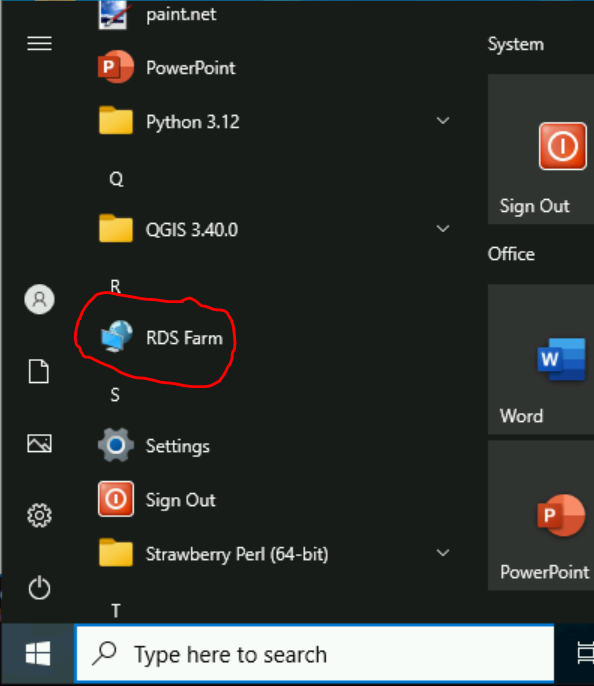 paint.net
PowerPoint
Python 3.12
Q
QGIS 3.40.0
R
RDS Farm
S
Settings
Sign Out
Strawberry Perl (64-bit)
T
System
Sign Out
Office
W
Word
P
PowerPoint
Type here to search